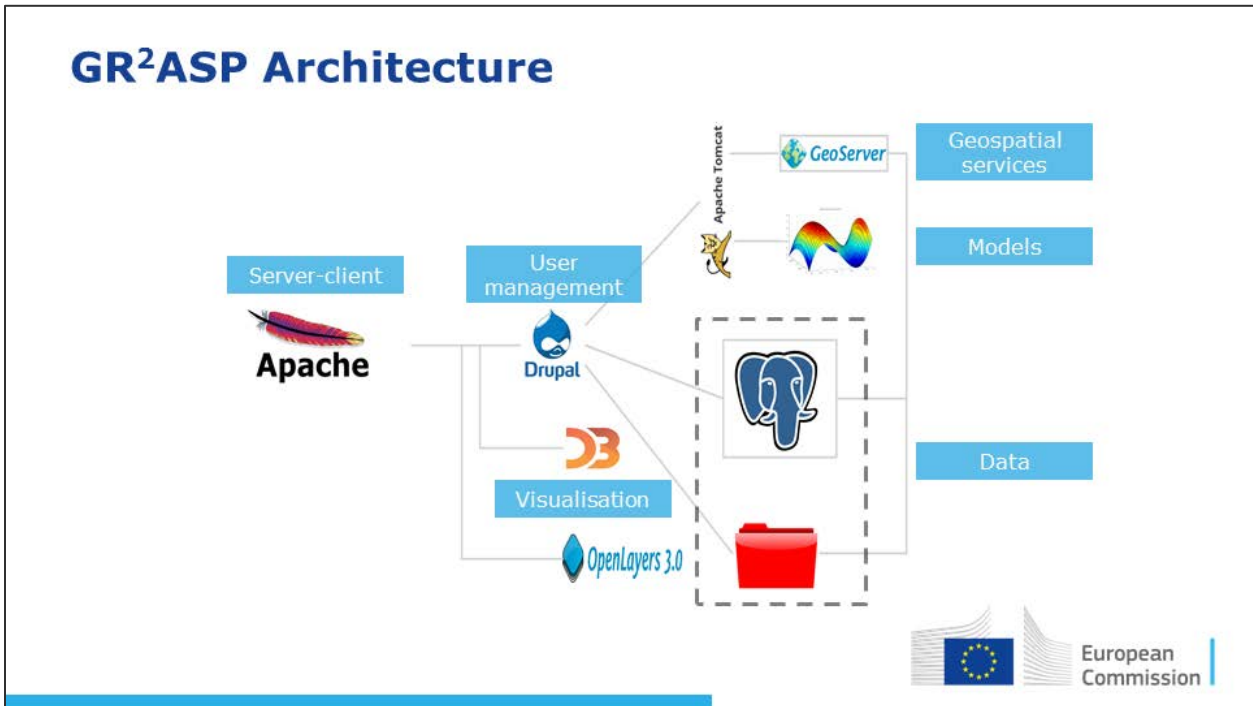 GR²ASP Architecture
Apache Tomcat
GeoServer
Geospatial
services
Models
User
management
Server-client
Apache
Drupal
D3
Visualisation
OpenLayers 3.0
Data
European
Commission